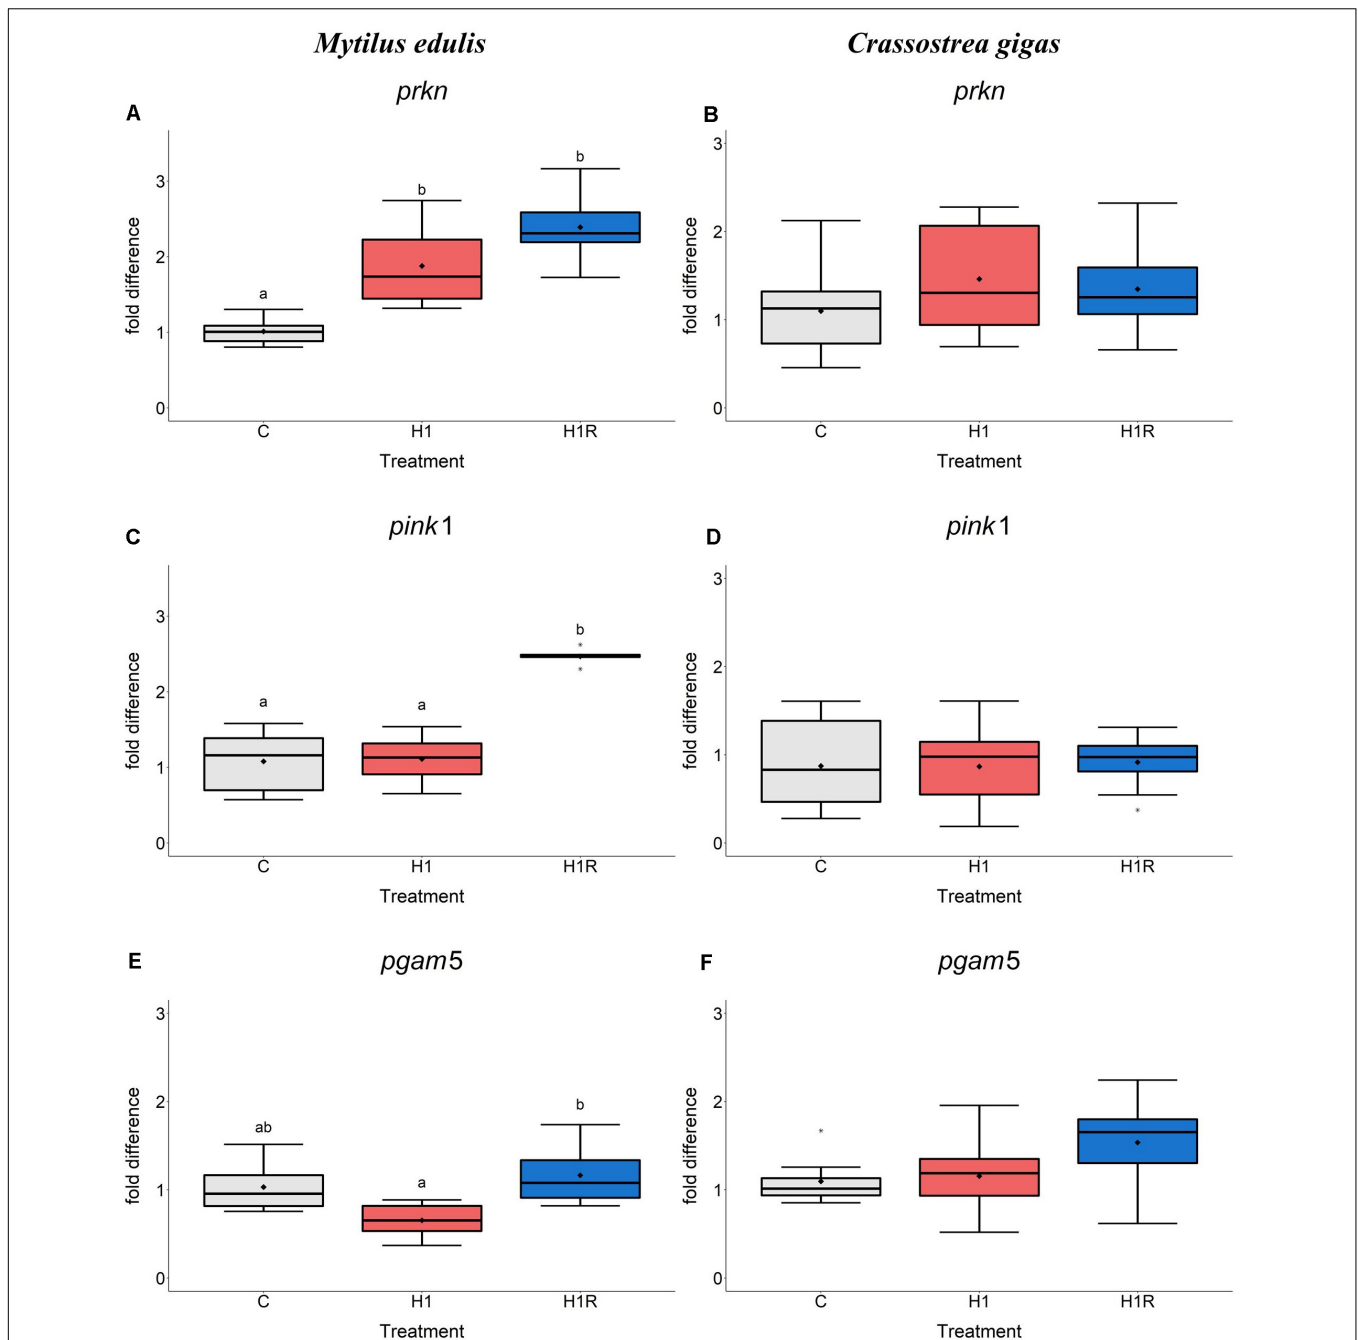 Mytilus edulis Crassostrea gigas
prkn prkn
A B
fold difference
3
2
1
0
a
b
b
C H1 H1R
Treatment
fold difference
3
2
1
0
C H1 H1R
Treatment
pink1 pink1
C D
fold difference
3
2
1
0
a
a
b
*
*
C H1 H1R
Treatment
fold difference
3
2
1
0
*
C H1 H1R
Treatment
pgam5 pgam5
E F
fold difference
3
2
1
0
ab
a
b
C H1 H1R
Treatment
fold difference
3
2
1
0
*
C H1 H1R
Treatment